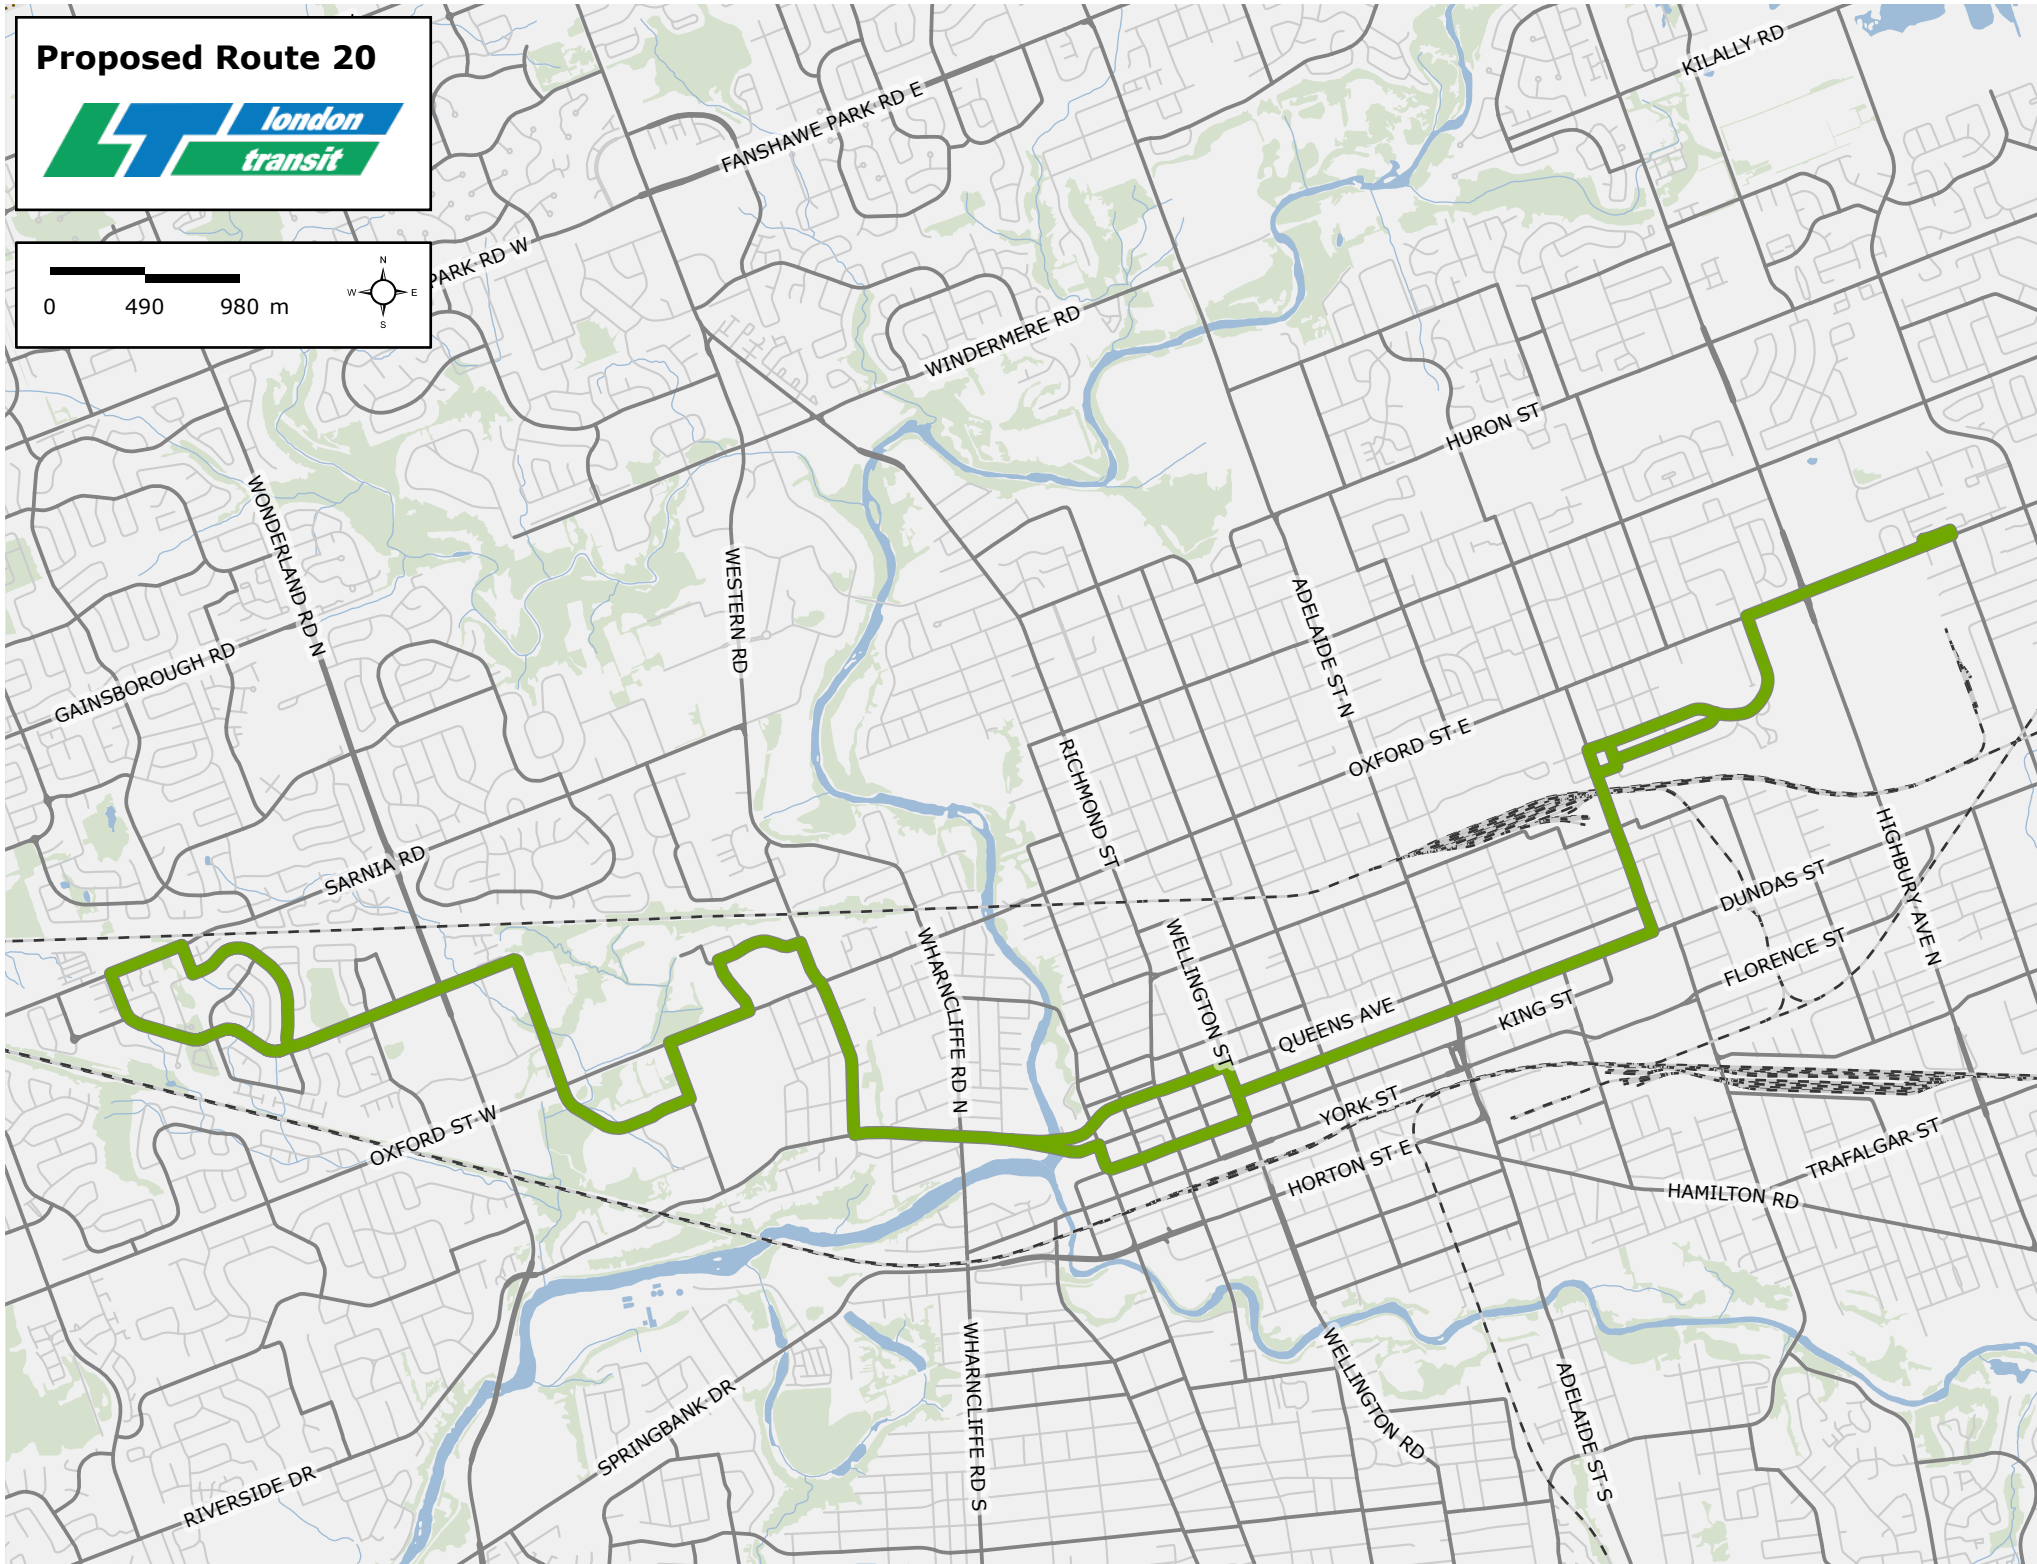 Proposed Route 20
london
transit
0 490 980 m
N
W E
S
KILALLY RD
FANSHAWE PARK RD E
PARK RD W
WINDERMERE RD
HURON ST
WONDERLAND RD N
WESTERN RD
ADELAIDE ST N
GAINSBOROUGH RD
OXFORD ST E
RICHMOND ST
SARNIA RD
HIGHBURY AVE N
DUNDAS ST
WHARNCLIFFE RD N
WELLINGTON ST
FLORENCE ST
QUEENS AVE
KING ST
YORK ST
OXFORD ST W
HORTON ST E
TRAFALGAR ST
HAMILTON RD
WHARNCLIFFE RD S
WELLINGTON RD
ADELAIDE ST S
SPRINGBANK DR
RIVERSIDE DR